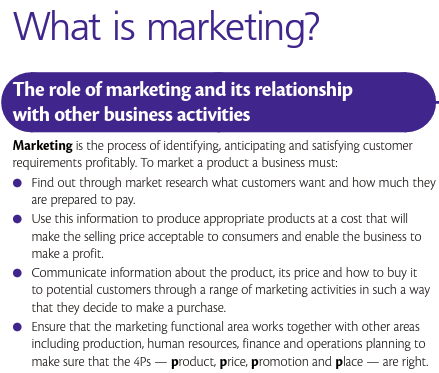 What is marketing?
The role of marketing and its relationship
with other business activities
Marketing is the process of identifying, anticipating and satisfying customer
requirements profitably. To market a product a business must:
● Find out through market research what customers want and how much they
are prepared to pay.
● Use this information to produce appropriate products at a cost that will
make the selling price acceptable to consumers and enable the business to
make a profit.
● Communicate information about the product, its price and how to buy it
to potential customers through a range of marketing activities in such a way
that they decide to make a purchase.
● Ensure that the marketing functional area works together with other areas
including production, human resources, finance and operations planning to
make sure that the 4Ps — product, price, promotion and place — are right.